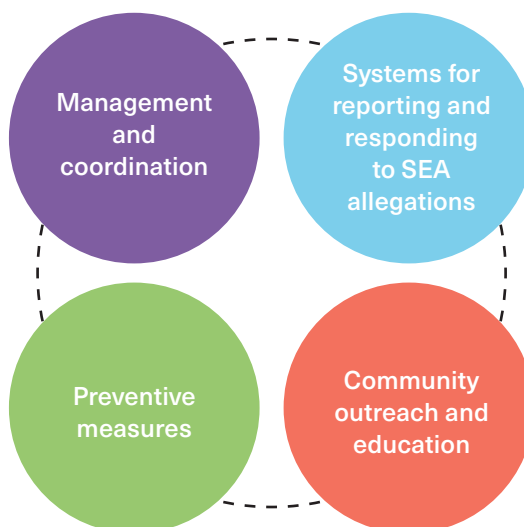 Management
and
coordination
Systems for
reporting and
responding
to SEA
allegations
Preventive
measures
Community
outreach and
education